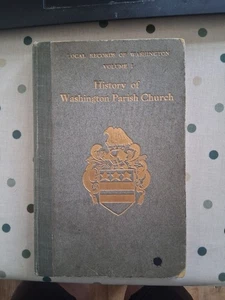 LOCAL RECORDS OF WASHINGTON
VOLUME I
History of
Washington Parish Church